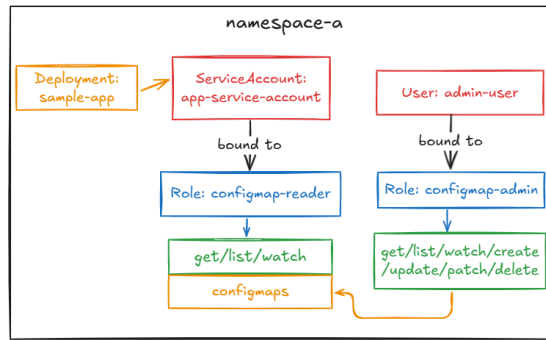 namespace-a
Deployment:
sample-app
ServiceAccount:
app-service-account
User: admin-user
bound to
bound to
Role: configmap-reader
Role: configmap-admin
get/list/watch
get/list/watch/create
/update/patch/delete
configmaps